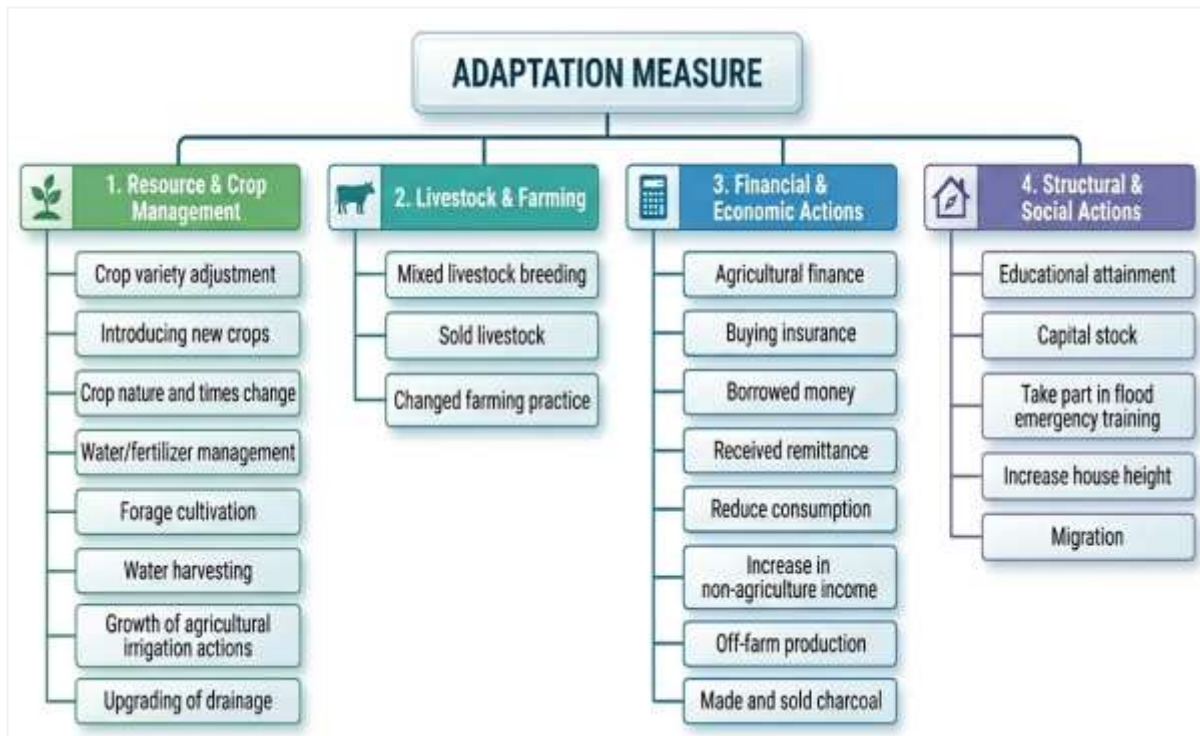 ADAPTATION MEASURE
1. Resource & Crop
Management
Crop variety adjustment
Introducing new crops
Crop nature and times change
Water/fertilizer management
Forage cultivation
Water harvesting
Growth of agricultural
irrigation actions
Upgrading of drainage
2. Livestock & Farming
Mixed livestock breeding
Sold livestock
Changed farming practice
3. Financial &
Economic Actions
Agricultural finance
Buying insurance
Borrowed money
Received remittance
Reduce consumption
Increase in
non-agriculture income
Off-farm production
Made and sold charcoal
4. Structural &
Social Actions
Educational attainment
Capital stock
Take part in flood
emergency training
Increase house height
Migration